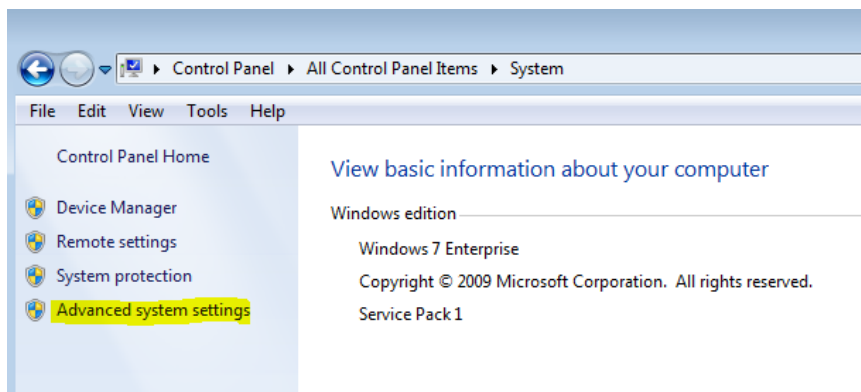 Control Panel ▸ All Control Panel Items ▸ System
File Edit View Tools Help
Control Panel Home
Device Manager
Remote settings
System protection
Advanced system settings
View basic information about your computer
Windows edition
Windows 7 Enterprise
Copyright © 2009 Microsoft Corporation. All rights reserved.
Service Pack 1